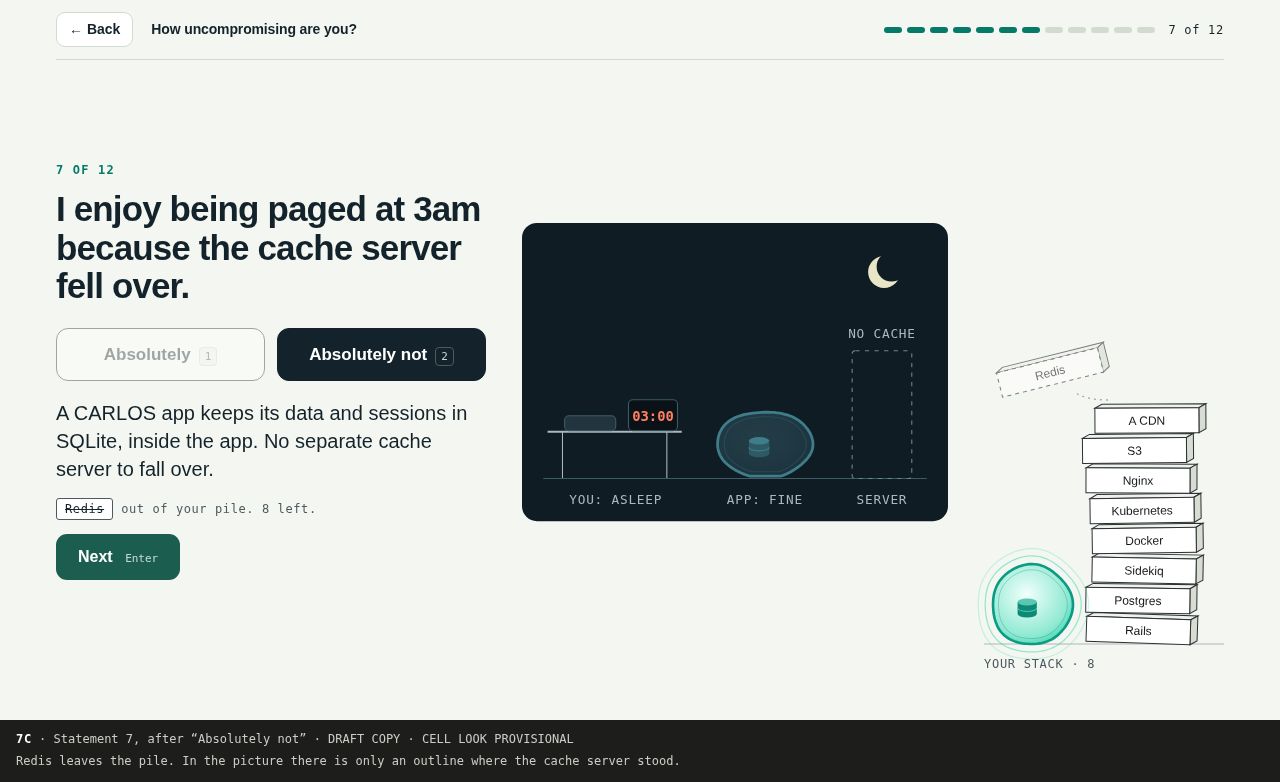 ← Back
How uncompromising are you?
7 of 12
7 OF 12
I enjoy being paged at 3am
because the cache server
fell over.
Absolutely 1
Absolutely not 2
A CARLOS app keeps its data and sessions in
SQLite, inside the app. No separate cache
server to fall over.
Redis out of your pile. 8 left.
Next Enter
NO CACHE
03:00
YOU: ASLEEP
APP: FINE
SERVER
Redis
A CDN
S3
Nginx
Kubernetes
Docker
Sidekiq
Postgres
Rails
YOUR STACK · 8
7C · Statement 7, after “Absolutely not” · DRAFT COPY · CELL LOOK PROVISIONAL
Redis leaves the pile. In the picture there is only an outline where the cache server stood.